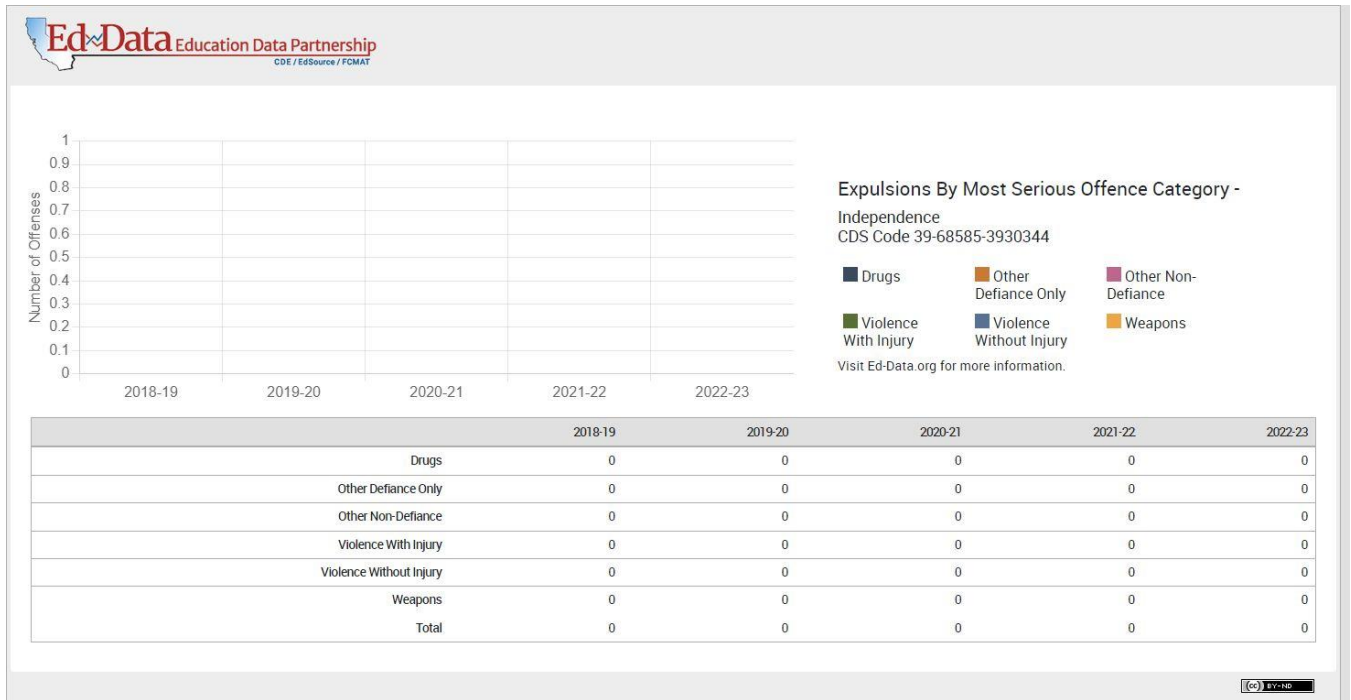 Ed Data Education Data Partnership
CDE / EdSource / FCMAT
1
0.9
0.8
0.7
0.6
0.5
0.4
0.3
0.2
0.1
0
Number of Offenses
2018-19 2019-20 2020-21 2021-22 2022-23
Expulsions By Most Serious Offence Category -
Independence
CDS Code 39-68585-3930344
Drugs
Other
Defiance Only
Other Non-
Defiance
Violence
With Injury
Violence
Without Injury
Weapons
Visit Ed-Data.org for more information.
2018-19 2019-20 2020-21 2021-22 2022-23
Drugs 0 0 0 0 0
Other Defiance Only 0 0 0 0 0
Other Non-Defiance 0 0 0 0 0
Violence With Injury 0 0 0 0 0
Violence Without Injury 0 0 0 0 0
Weapons 0 0 0 0 0
Total 0 0 0 0 0
(cc) BY-ND